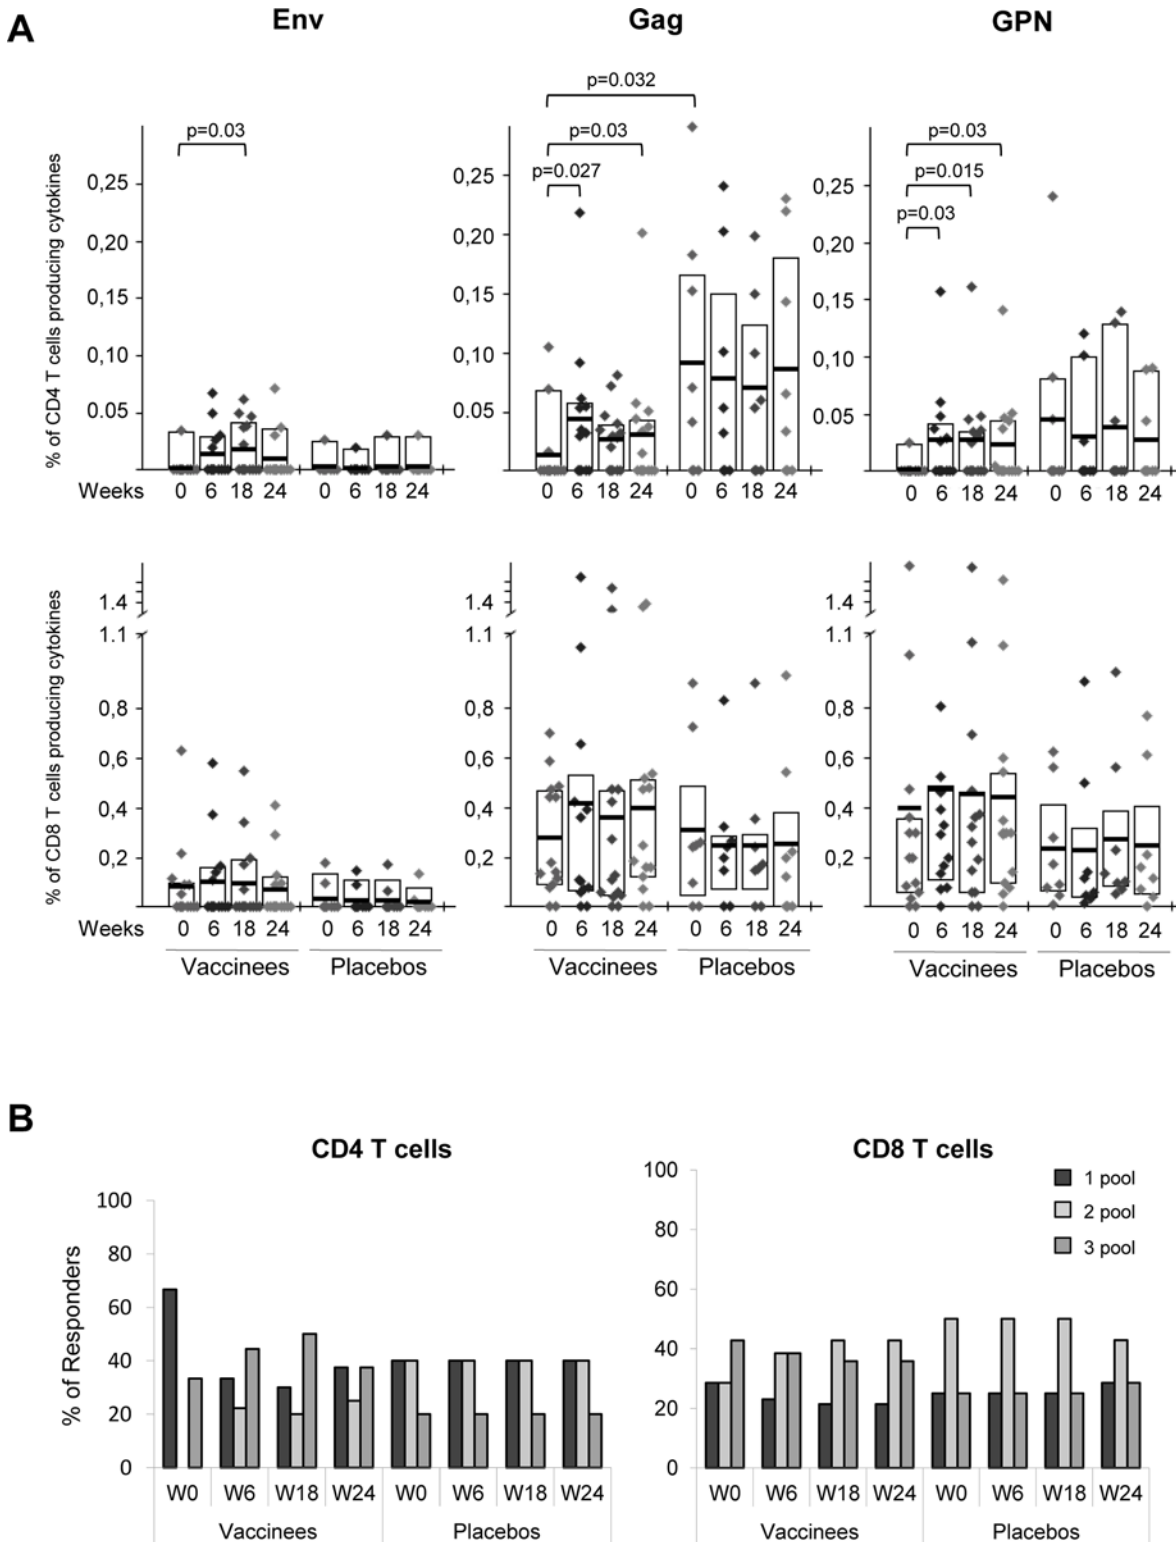 A
Env Gag GPN
p=0.032
p=0.03 p=0.03 p=0.03
p=0.027 p=0.015
p=0.03
% of CD4 T cells producing cytokines
0,25 0,25 0,25
0,20 0,20 0,20
0,15 0,15 0,15
0,10 0,10 0,10
0.05 0.05 0.05
Weeks 0 6 18 24 0 6 18 24 0 6 18 24 0 6 18 24 0 6 18 24 0 6 18 24
% of CD8 T cells producing cytokines
1.4 1.4 1.4
1.1 1.1 1.1
0,8 0,8 0,8
0,6 0,6 0,6
0,4 0,4 0,4
0,2 0,2 0,2
Weeks 0 6 18 24 0 6 18 24 0 6 18 24 0 6 18 24 0 6 18 24 0 6 18 24
Vaccinees Placebos Vaccinees Placebos Vaccinees Placebos
B
CD4 T cells CD8 T cells
% of Responders
100
80
60
40
20
0
W0 W6 W18 W24 W0 W6 W18 W24
Vaccinees Placebos
100
80
60
40
20
0
1 pool
2 pool
3 pool
W0 W6 W18 W24 W0 W6 W18 W24
Vaccinees Placebos